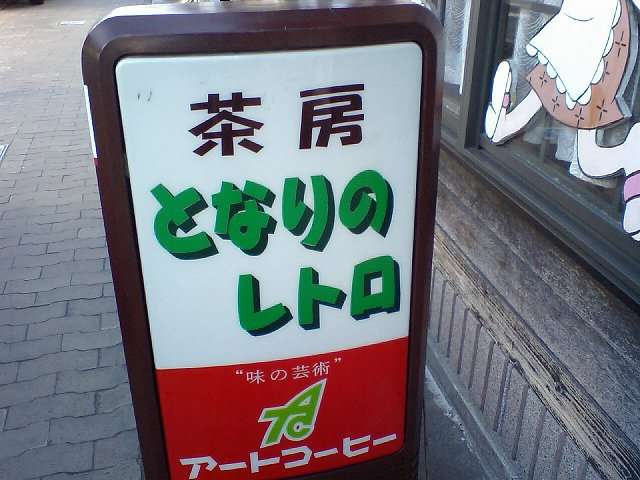 茶房
となりの
レトロ
“味の芸術”
TAC
アートコーヒー